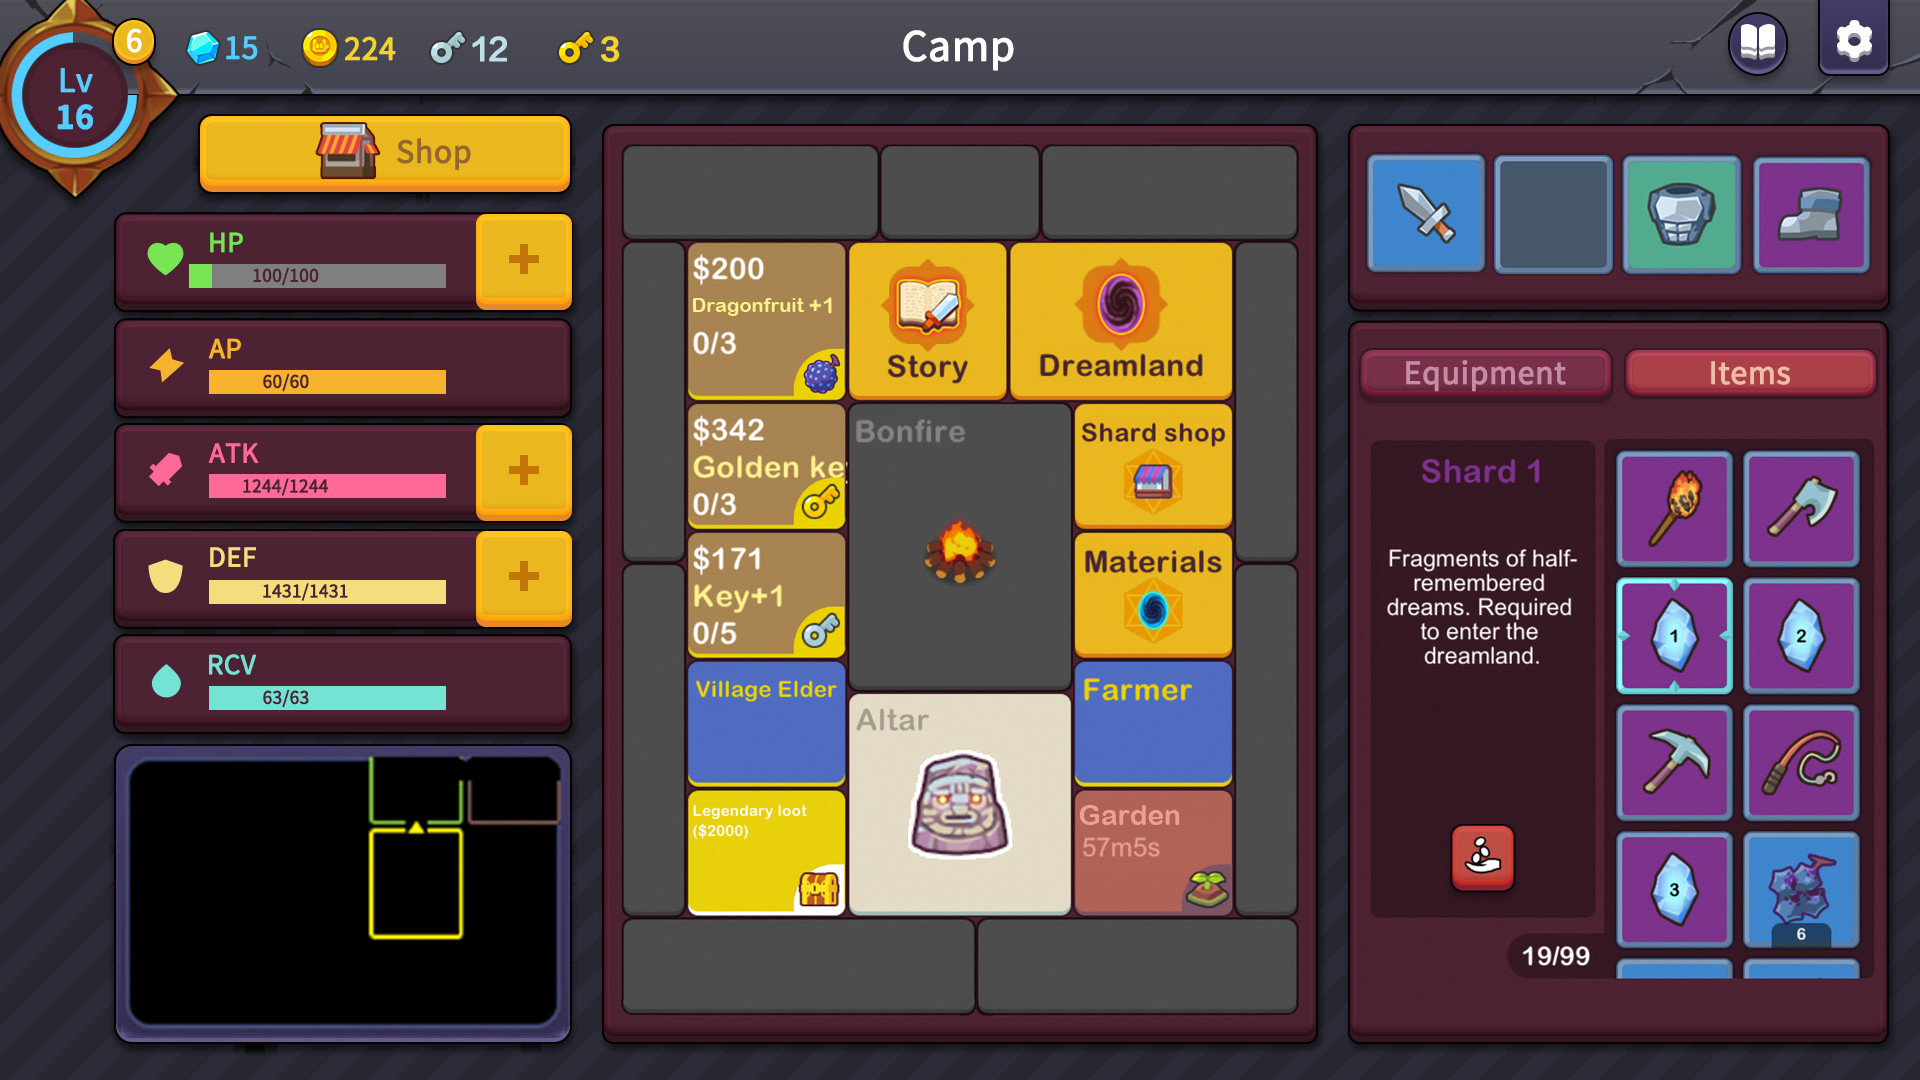 6
Lv
16
15
224
12
3
Camp
Shop
HP
100/100
AP
60/60
ATK
1244/1244
DEF
1431/1431
RCV
63/63
$200
Dragonfruit +1
0/3
Story
Dreamland
$342
Golden ke
0/3
Bonfire
Shard shop
$171
Key+1
0/5
Materials
Village Elder
Farmer
Altar
Legendary loot
($2000)
Garden
57m5s
Equipment
Items
Shard 1
Fragments of half-
remembered
dreams. Required
to enter the
dreamland.
1
2
3
6
19/99